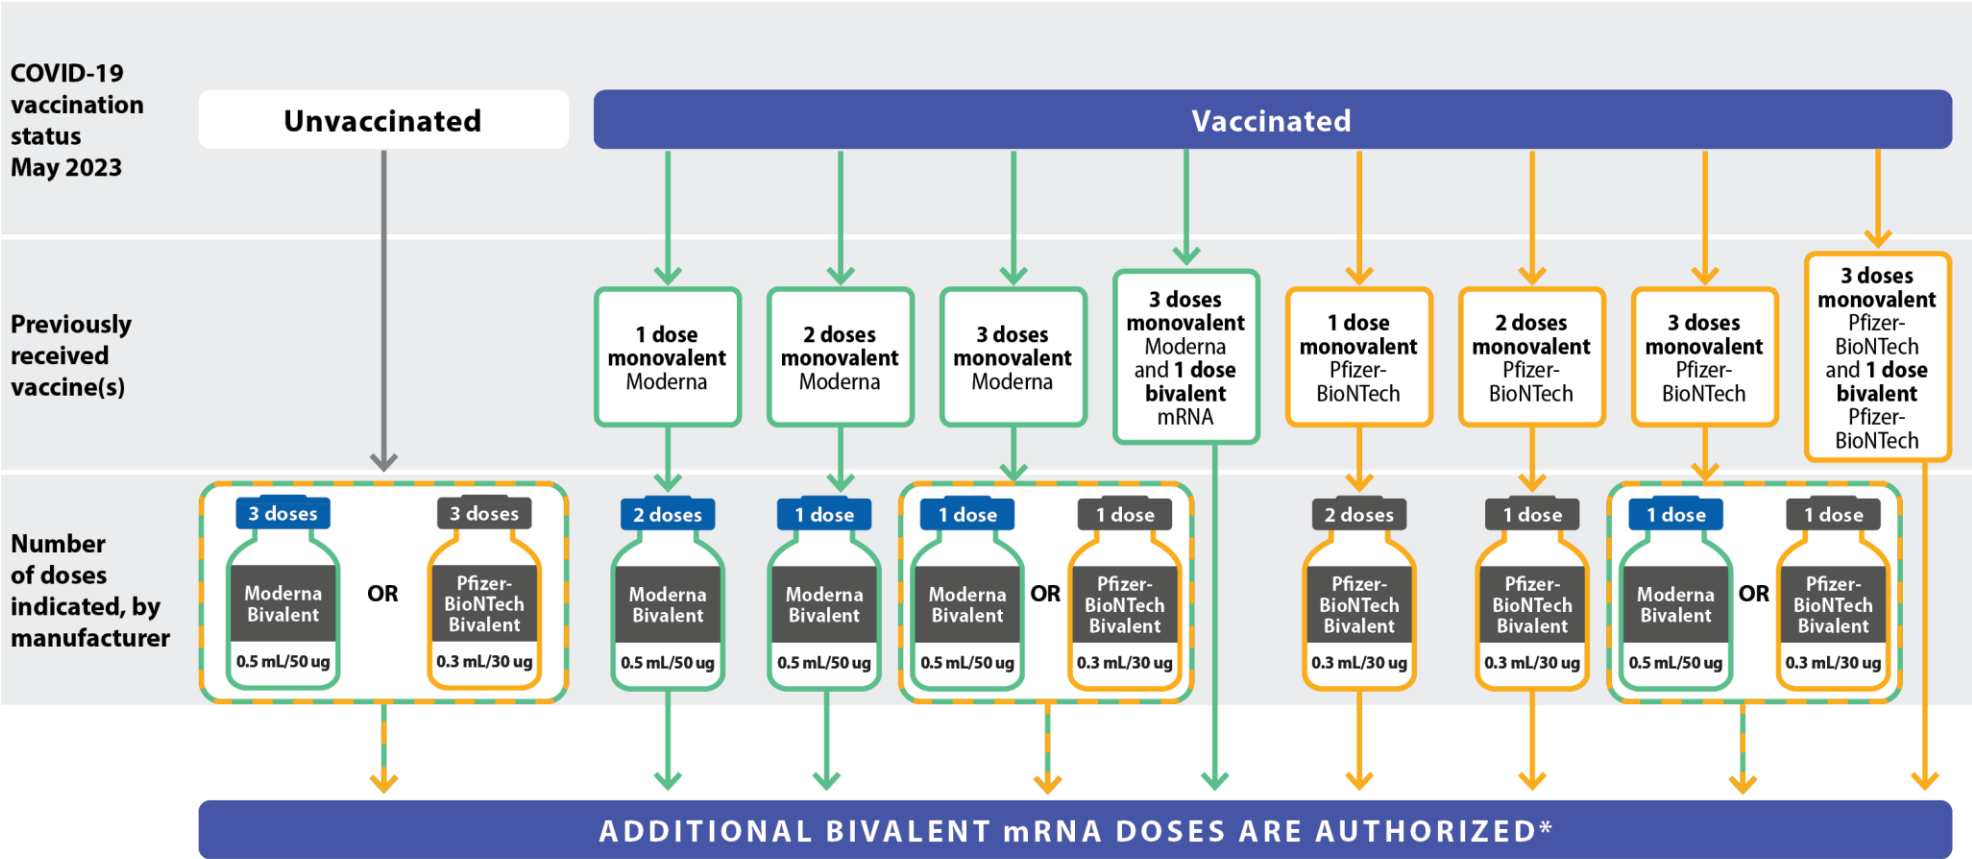 COVID-19
vaccination
status
May 2023
Unvaccinated
Vaccinated
Previously
received
vaccine(s)
1 dose
monovalent
Moderna
2 doses
monovalent
Moderna
3 doses
monovalent
Moderna
3 doses
monovalent
Moderna
and 1 dose
bivalent
mRNA
1 dose
monovalent
Pfizer-
BioNTech
2 doses
monovalent
Pfizer-
BioNTech
3 doses
monovalent
Pfizer-
BioNTech
3 doses
monovalent
Pfizer-
BioNTech
and 1 dose
bivalent
Pfizer-
BioNTech
Number
of doses
indicated, by
manufacturer
3 doses
Moderna
Bivalent
0.5 mL/50 ug
OR
3 doses
Pfizer-
BioNTech
Bivalent
0.3 mL/30 ug
2 doses
Moderna
Bivalent
0.5 mL/50 ug
1 dose
Moderna
Bivalent
0.5 mL/50 ug
1 dose
Moderna
Bivalent
0.5 mL/50 ug
OR
1 dose
Pfizer-
BioNTech
Bivalent
0.3 mL/30 ug
2 doses
Pfizer-
BioNTech
Bivalent
0.3 mL/30 ug
1 dose
Pfizer-
BioNTech
Bivalent
0.3 mL/30 ug
1 dose
Moderna
Bivalent
0.5 mL/50 ug
OR
1 dose
Pfizer-
BioNTech
Bivalent
0.3 mL/30 ug
ADDITIONAL BIVALENT mRNA DOSES ARE AUTHORIZED*